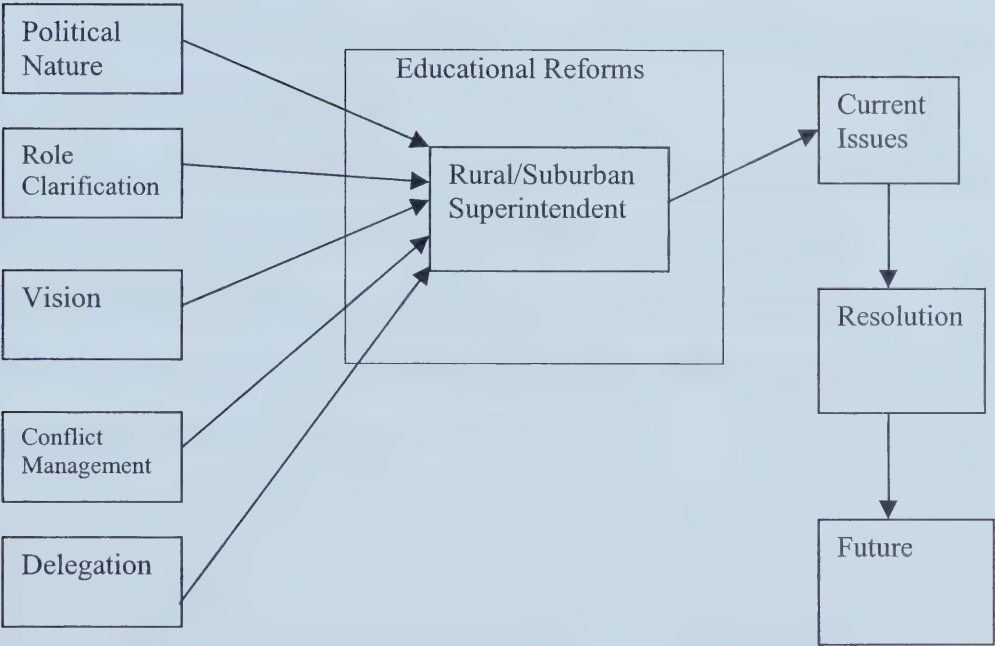 Political
Nature
Role
Clarification
Vision
Conflict
Management
Delegation
Educational Reforms
Rural/Suburban
Superintendent
Current
Issues
Resolution
Future